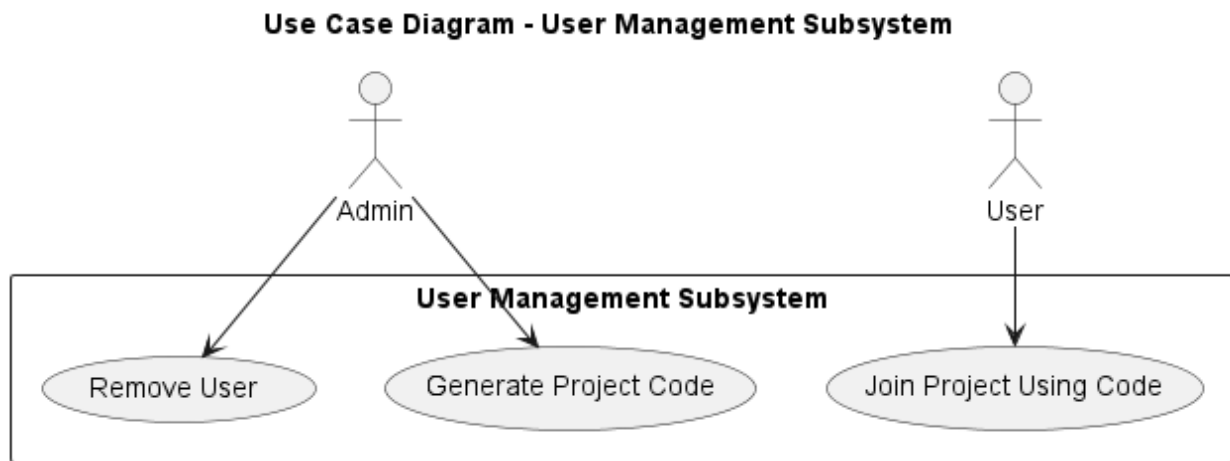 Use Case Diagram - User Management Subsystem
Admin
User
User Management Subsystem
Remove User
Generate Project Code
Join Project Using Code